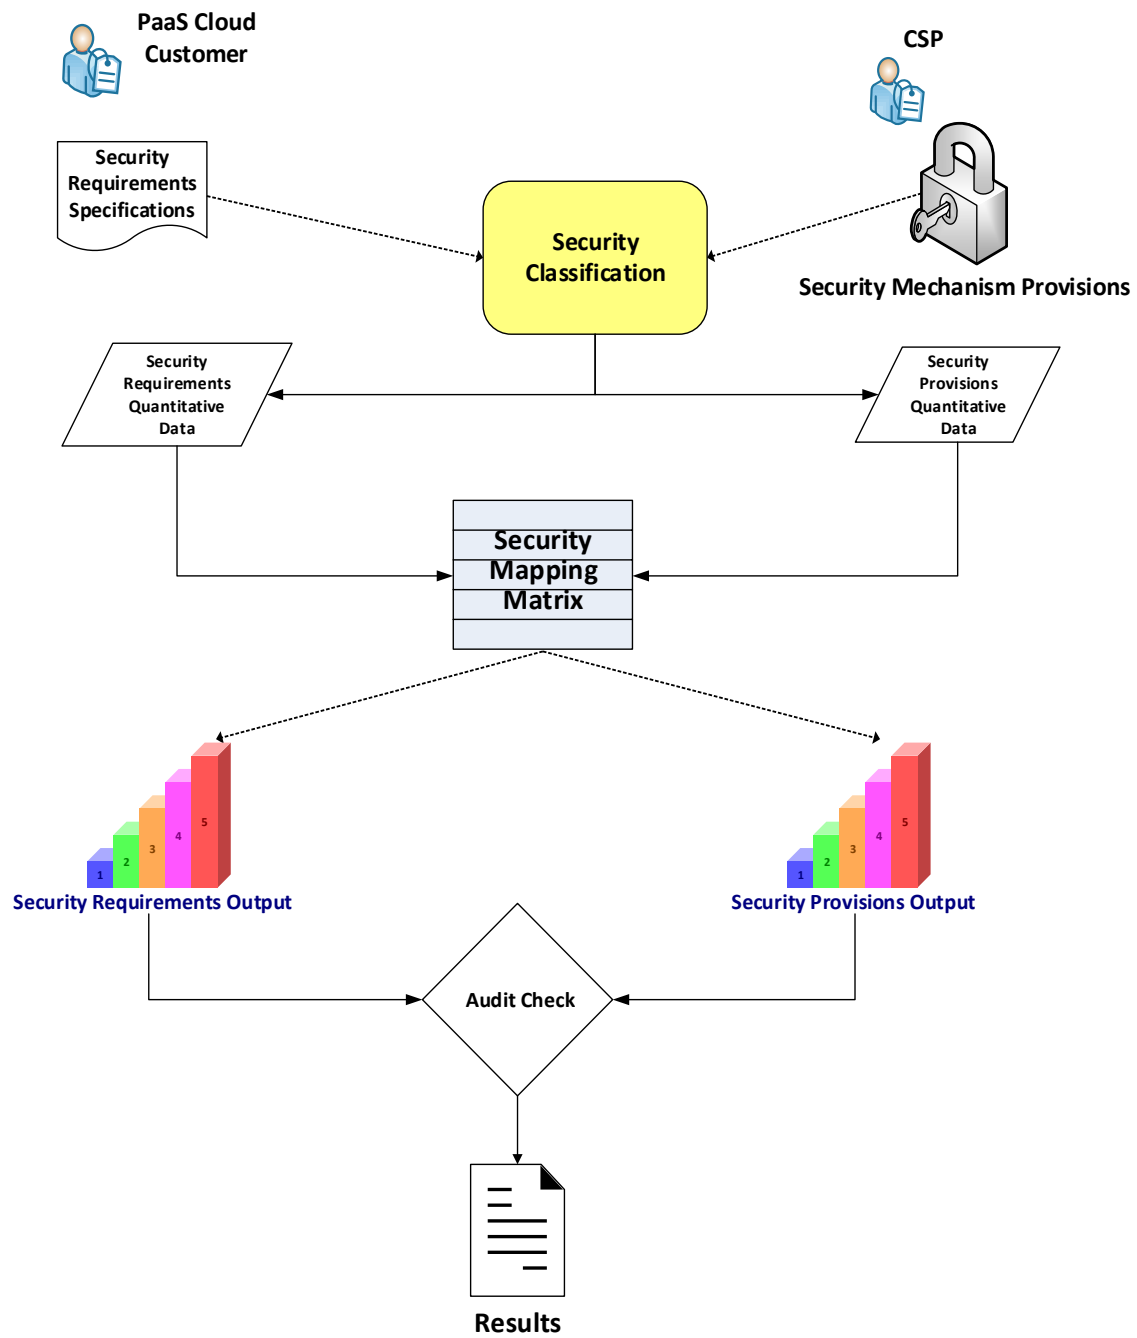 PaaS Cloud
Customer
CSP
Security
Requirements
Specifications
Security
Classification
Security Mechanism Provisions
Security
Requirements
Quantitative
Data
Security
Provisions
Quantitative
Data
Security
Mapping
Matrix
1
2
3
4
5
Security Requirements Output
1
2
3
4
5
Security Provisions Output
Audit Check
Results